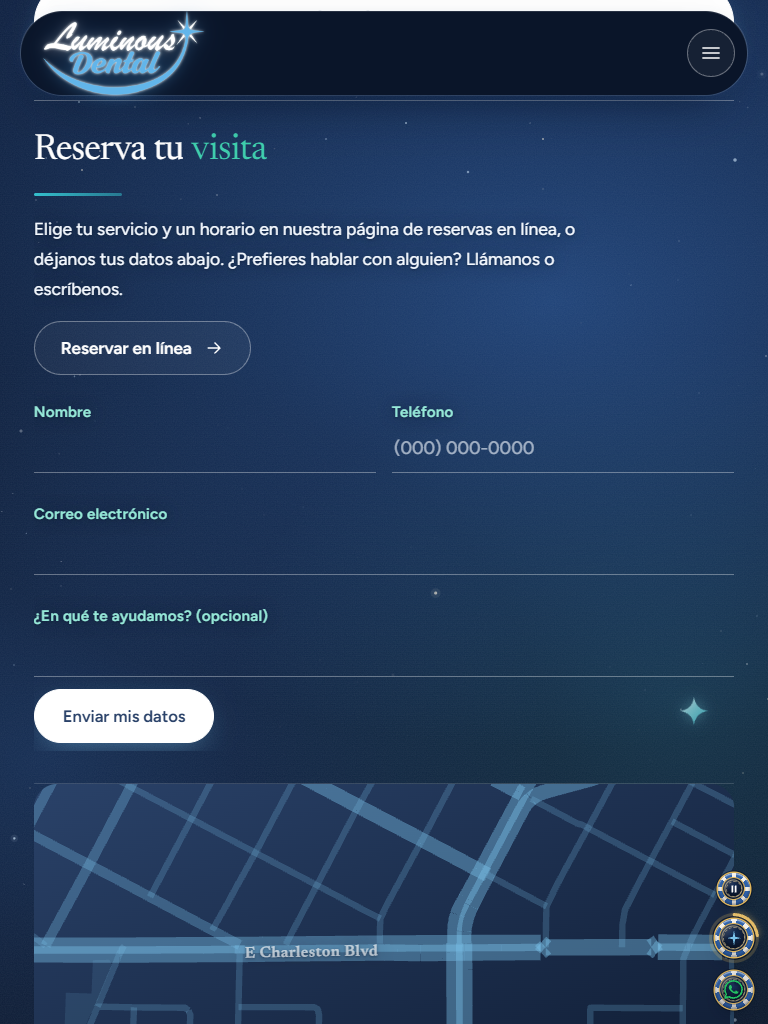 Luminous
Dental
Reserva tu visita
Elige tu servicio y un horario en nuestra página de reservas en línea, o
déjanos tus datos abajo. ¿Prefieres hablar con alguien? Llámanos o
escríbenos.
Reservar en línea →
Nombre
Teléfono
(000) 000-0000
Correo electrónico
¿En qué te ayudamos? (opcional)
Enviar mis datos
E Charleston Blvd